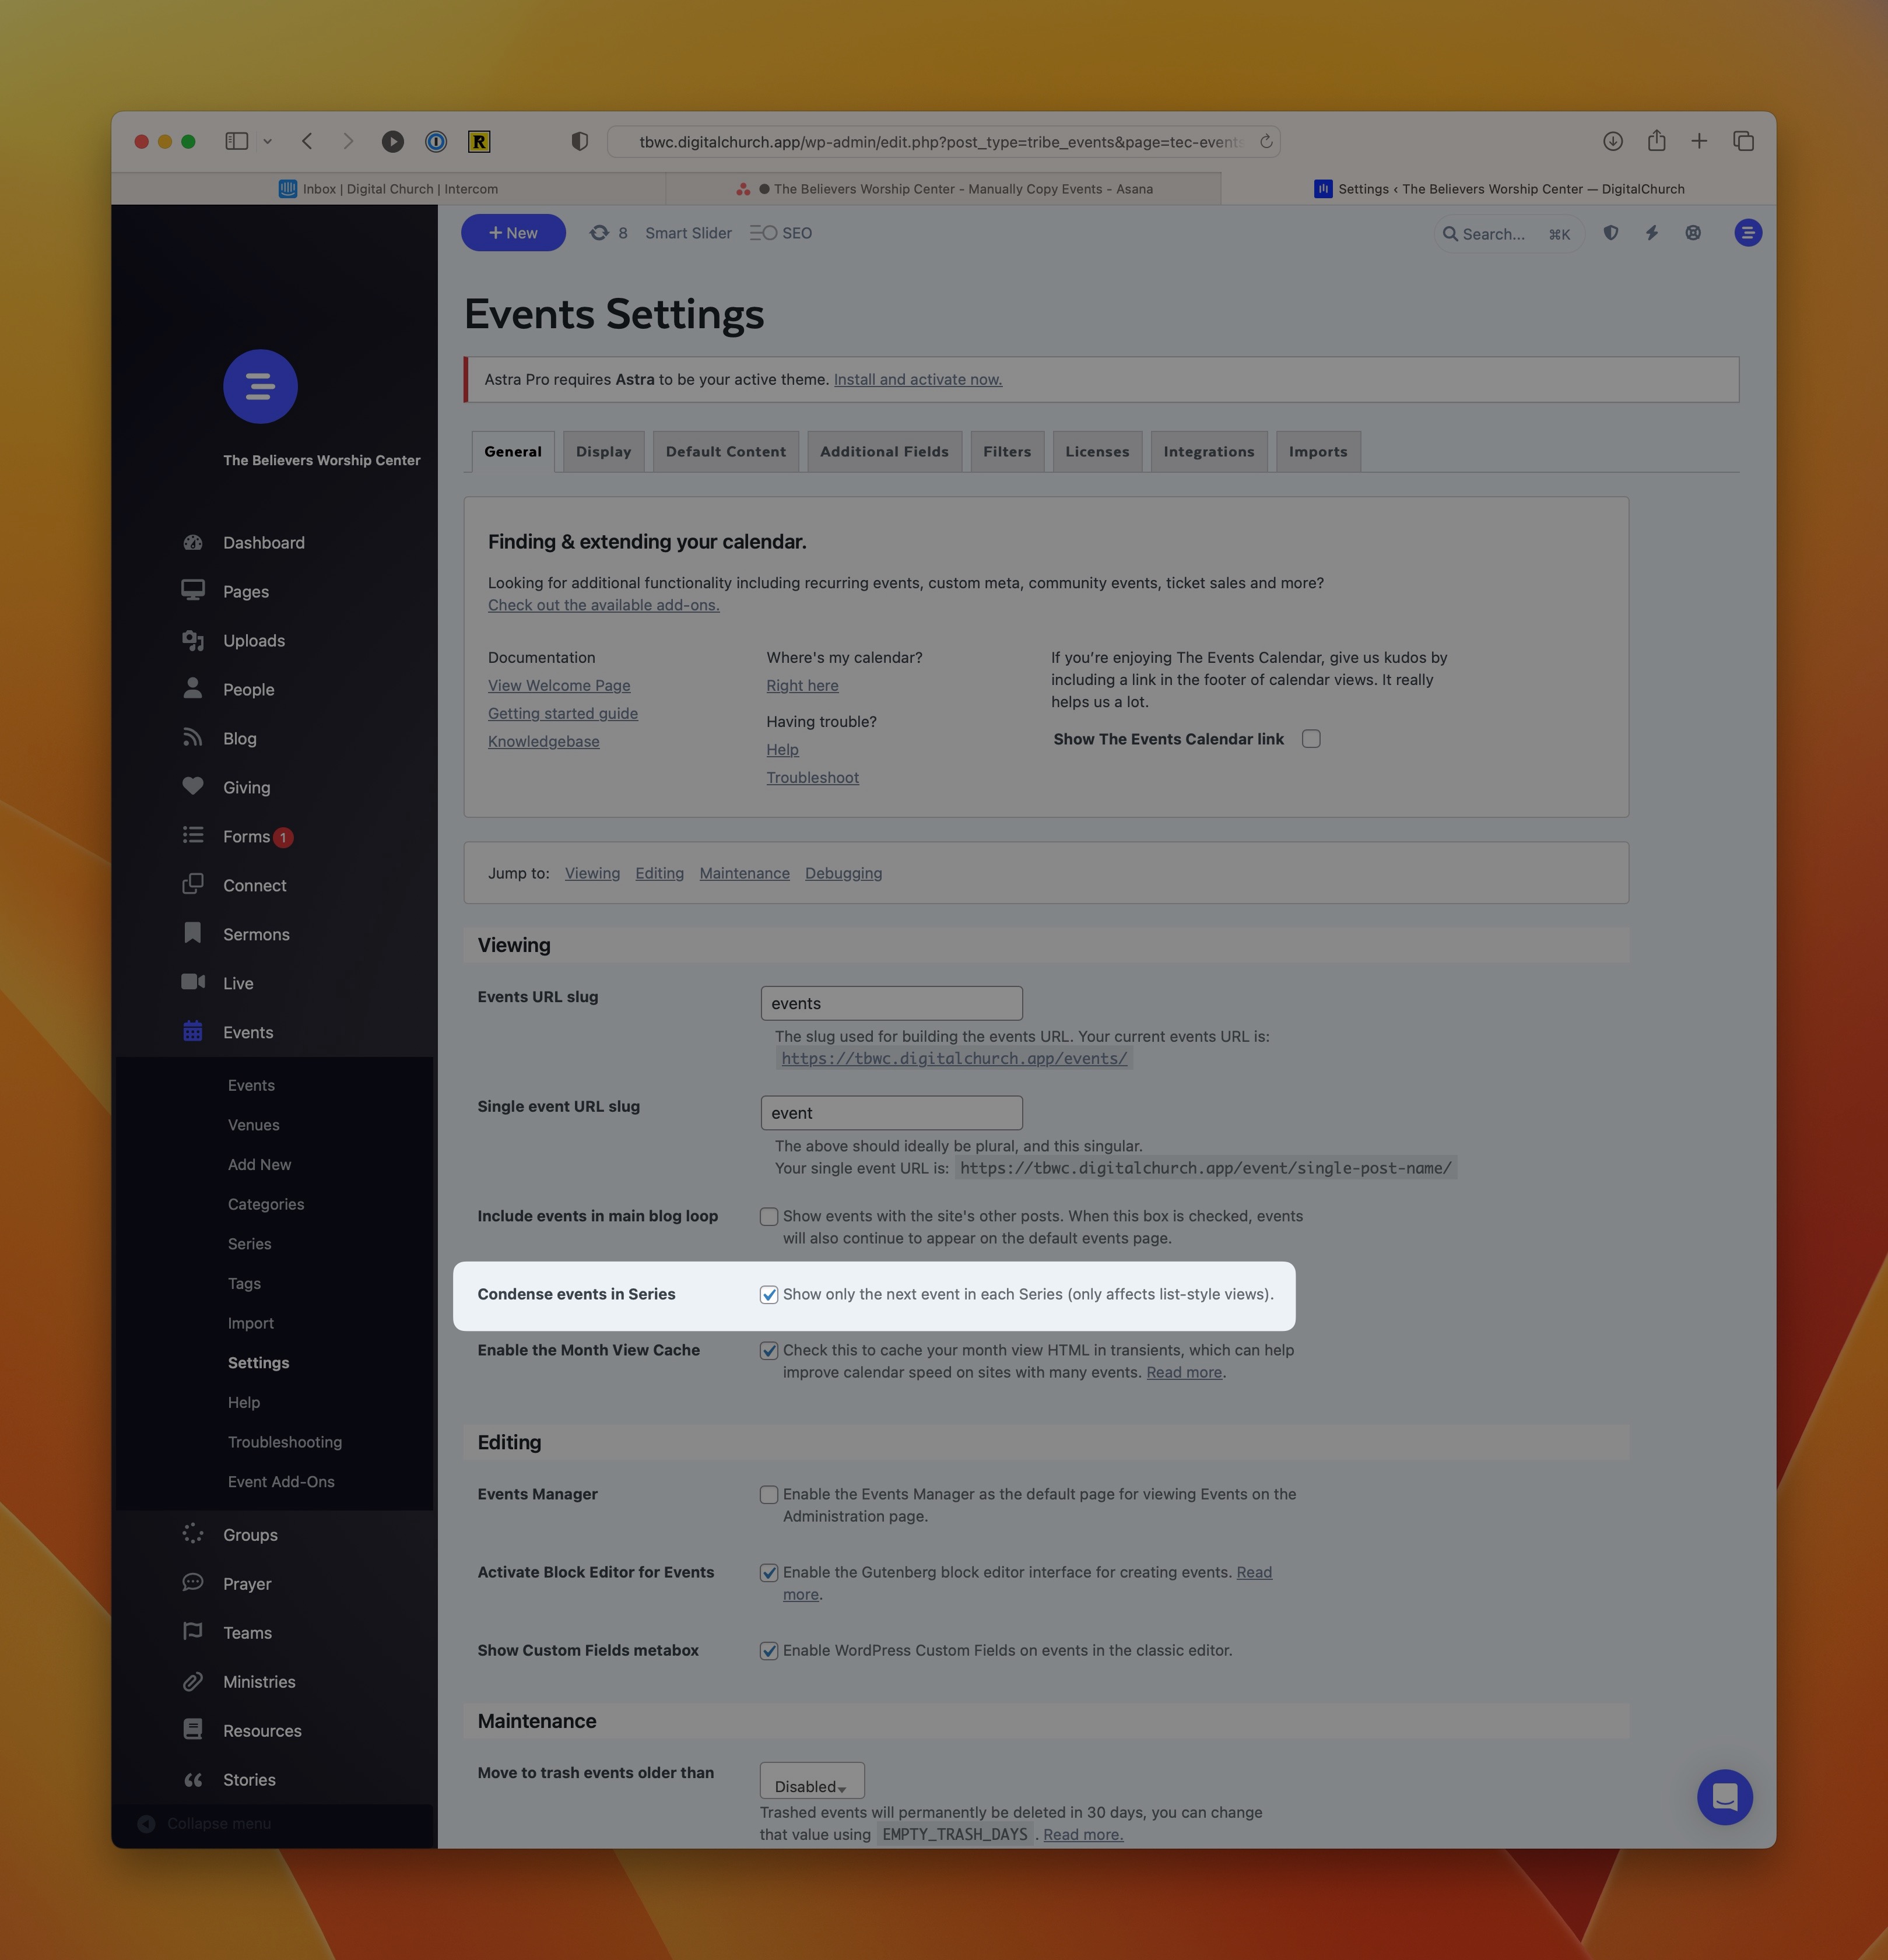 tbwc.digitalchurch.app/wp-admin/edit.php?post_type=tribe_events&page=tec-events
Inbox | Digital Church | Intercom
The Believers Worship Center - Manually Copy Events - Asana
Settings ‹ The Believers Worship Center — DigitalChurch
+ New
8
Smart Slider
SEO
Search...
⌘K
The Believers Worship Center
Dashboard
Pages
Uploads
People
Blog
Giving
Forms 1
Connect
Sermons
Live
Events
Events
Venues
Add New
Categories
Series
Tags
Import
Settings
Help
Troubleshooting
Event Add-Ons
Groups
Prayer
Teams
Ministries
Resources
Stories
Collapse menu
Events Settings
Astra Pro requires Astra to be your active theme. Install and activate now.
General
Display
Default Content
Additional Fields
Filters
Licenses
Integrations
Imports
Finding & extending your calendar.
Looking for additional functionality including recurring events, custom meta, community events, ticket sales and more?
Check out the available add-ons.
Documentation
View Welcome Page
Getting started guide
Knowledgebase
Where's my calendar?
Right here
Having trouble?
Help
Troubleshoot
If you're enjoying The Events Calendar, give us kudos by
including a link in the footer of calendar views. It really
helps us a lot.
Show The Events Calendar link
Jump to: Viewing Editing Maintenance Debugging
Viewing
Events URL slug
events
The slug used for building the events URL. Your current events URL is:
https://tbwc.digitalchurch.app/events/
Single event URL slug
event
The above should ideally be plural, and this singular.
Your single event URL is: https://tbwc.digitalchurch.app/event/single-post-name/
Include events in main blog loop
Show events with the site's other posts. When this box is checked, events
will also continue to appear on the default events page.
Condense events in Series
Show only the next event in each Series (only affects list-style views).
Enable the Month View Cache
Check this to cache your month view HTML in transients, which can help
improve calendar speed on sites with many events. Read more.
Editing
Events Manager
Enable the Events Manager as the default page for viewing Events on the
Administration page.
Activate Block Editor for Events
Enable the Gutenberg block editor interface for creating events. Read
more.
Show Custom Fields metabox
Enable WordPress Custom Fields on events in the classic editor.
Maintenance
Move to trash events older than
Disabled
Trashed events will permanently be deleted in 30 days, you can change
that value using EMPTY_TRASH_DAYS . Read more.